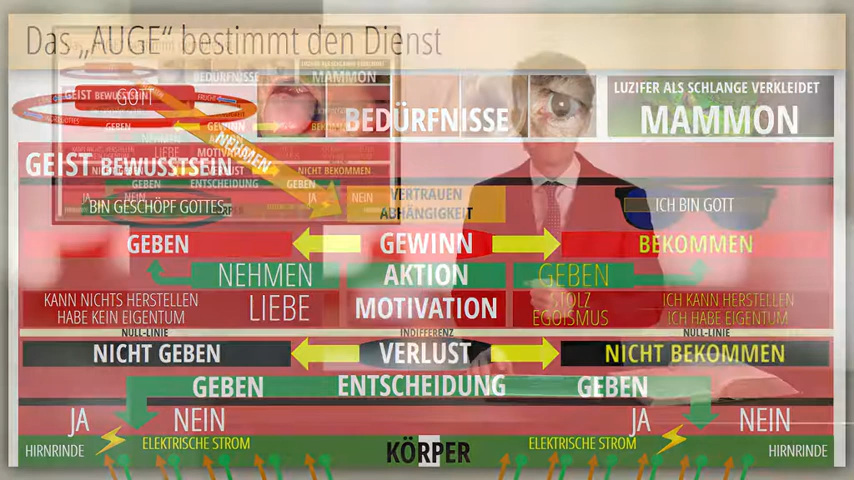 Das „AUGE“ bestimmt den Dienst
BEDÜRFNISSE
MAMMON
GOTT
NEHMEN
LUZIFER ALS SCHLANGE VERKLEIDET
BEDÜRFNISSE MAMMON
GEIST BEWUSSTSEIN
BIN GESCHÖPF GOTTES
VERTRAUEN
ABHÄNGIGKEIT
ICH BIN GOTT
GEBEN GEWINN BEKOMMEN
NEHMEN AKTION GEBEN
KANN NICHTS HERSTELLEN
HABE KEIN EIGENTUM
LIEBE MOTIVATION
STOLZ
EGOISMUS
ICH KANN HERSTELLEN
ICH HABE EIGENTUM
NULL-LINIE INDIFFERENZ NULL-LINIE
NICHT GEBEN VERLUST NICHT BEKOMMEN
GEBEN ENTSCHEIDUNG GEBEN
JA NEIN JA NEIN
HIRNRINDE ELEKTRISCHE STROM KÖRPER ELEKTRISCHE STROM HIRNRINDE